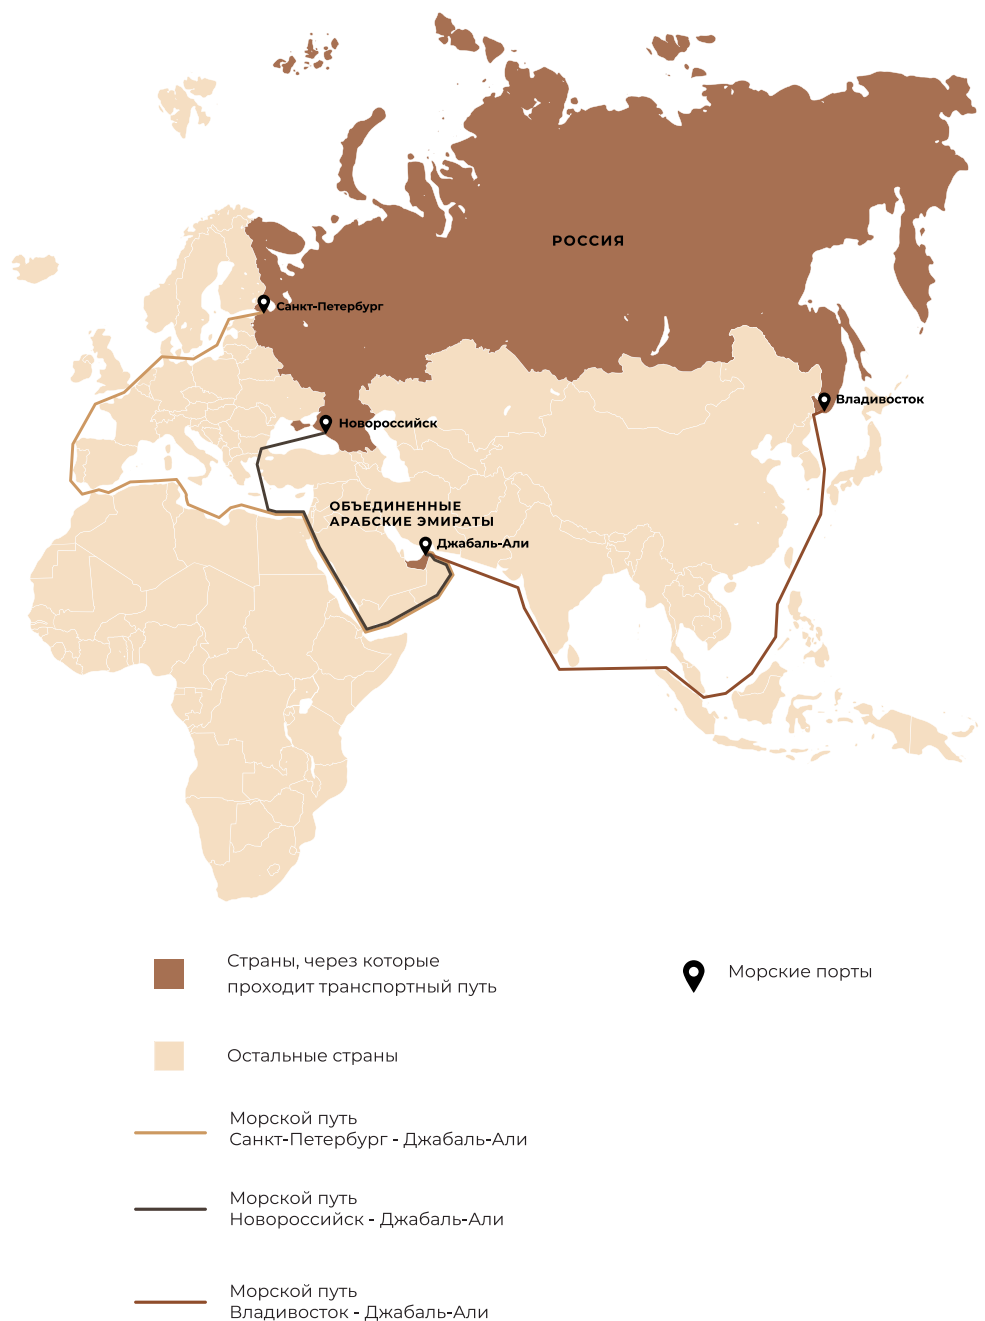 РОССИЯ
Санкт-Петербург
Владивосток
Новороссийск
ОБЪЕДИНЕННЫЕ
АРАБСКИЕ ЭМИРАТЫ
Джабаль-Али
Страны, через которые
проходит транспортный путь
Морские порты
Остальные страны
Морской путь
Санкт-Петербург - Джабаль-Али
Морской путь
Новороссийск - Джабаль-Али
Морской путь
Владивосток - Джабаль-Али